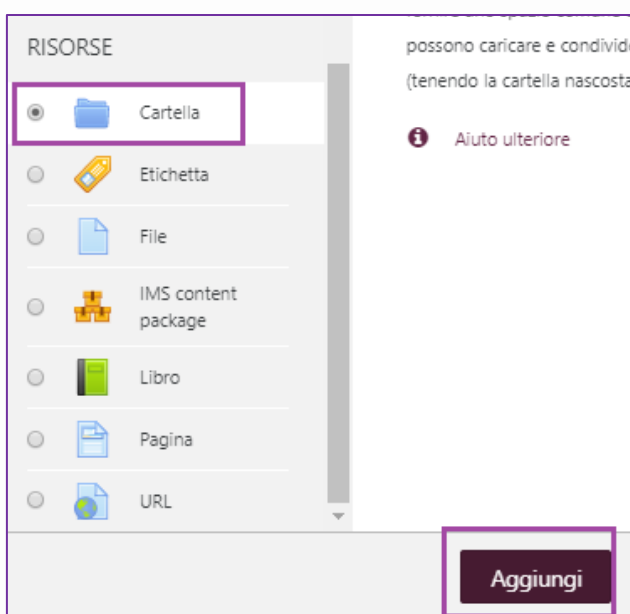 RISORSE
Cartella
Etichetta
File
IMS content
package
Libro
Pagina
URL
possono caricare e condivid
(tenendo la cartella nascosta
Aiuto ulteriore
Aggiungi